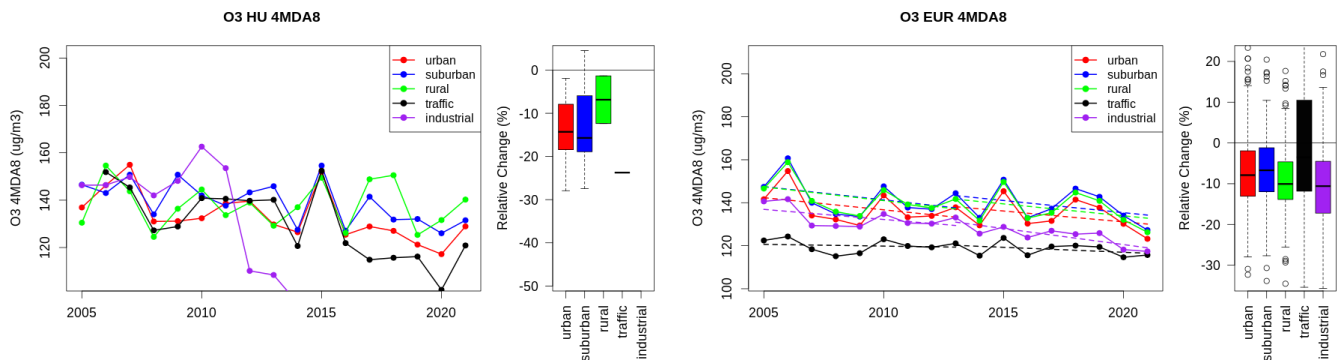 O3 HU 4MDA8
O3 4MDA8 (ug/m3)
200
180
160
140
120
2005
2010
2015
2020
urban
suburban
rural
traffic
industrial
Relative Change (%)
0
-10
-20
-30
-40
-50
urban
suburban
rural
traffic
industrial
O3 EUR 4MDA8
O3 4MDA8 (ug/m3)
200
180
160
140
120
100
2005
2010
2015
2020
urban
suburban
rural
traffic
industrial
Relative Change (%)
20
10
0
-10
-20
-30
urban
suburban
rural
traffic
industrial